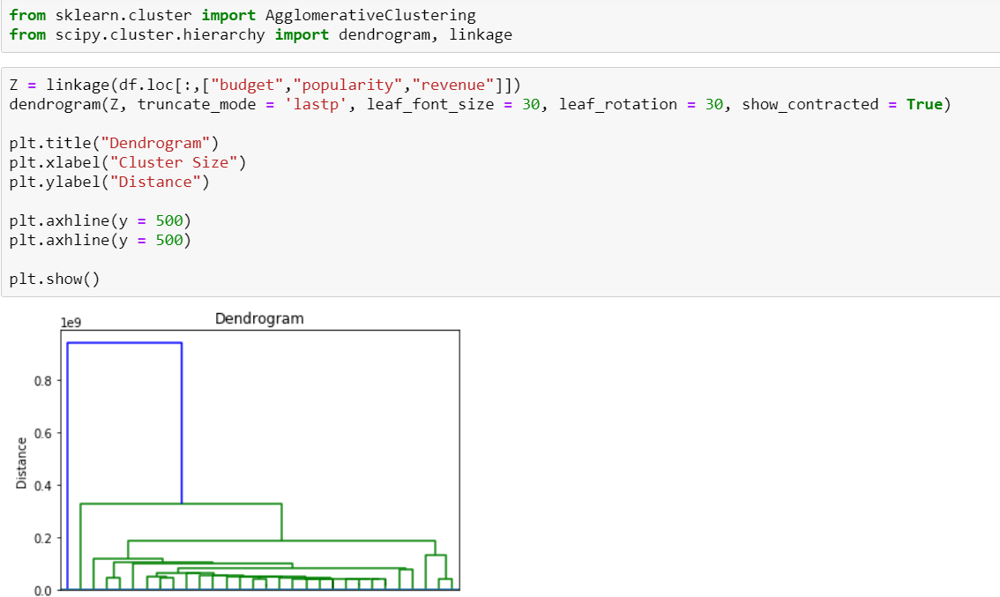 from sklearn.cluster import AgglomerativeClustering
from scipy.cluster.hierarchy import dendrogram, linkage
Z = linkage(df.loc[:,["budget","popularity","revenue"]])
dendrogram(Z, truncate_mode = 'lastp', leaf_font_size = 30, leaf_rotation = 30, show_contracted = True)
plt.title("Dendrogram")
plt.xlabel("Cluster Size")
plt.ylabel("Distance")
plt.axhline(y = 500)
plt.axhline(y = 500)
plt.show()
Dendrogram
1e9
0.8
0.6
0.4
0.2
0.0
Distance